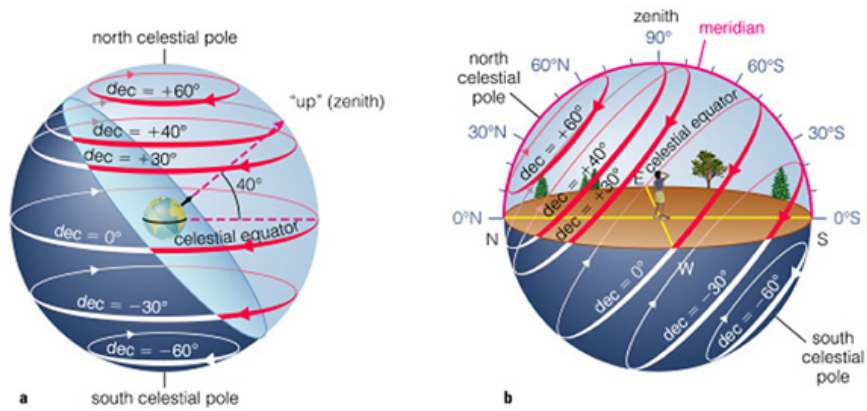 north celestial pole
dec = +60°
"up" (zenith)
dec = +40°
dec = +30°
40°
dec = 0°
celestial equator
dec = −30°
dec = −60°
south celestial pole
a
zenith
90°
meridian
60°N
60°S
north
celestial
pole
dec = +60°
celestial equator
30°N
30°S
dec = +40°
dec = +30°
E
0°N
0°S
N
S
W
dec = 0°
dec = −30°
dec = −60°
south
celestial
pole
b